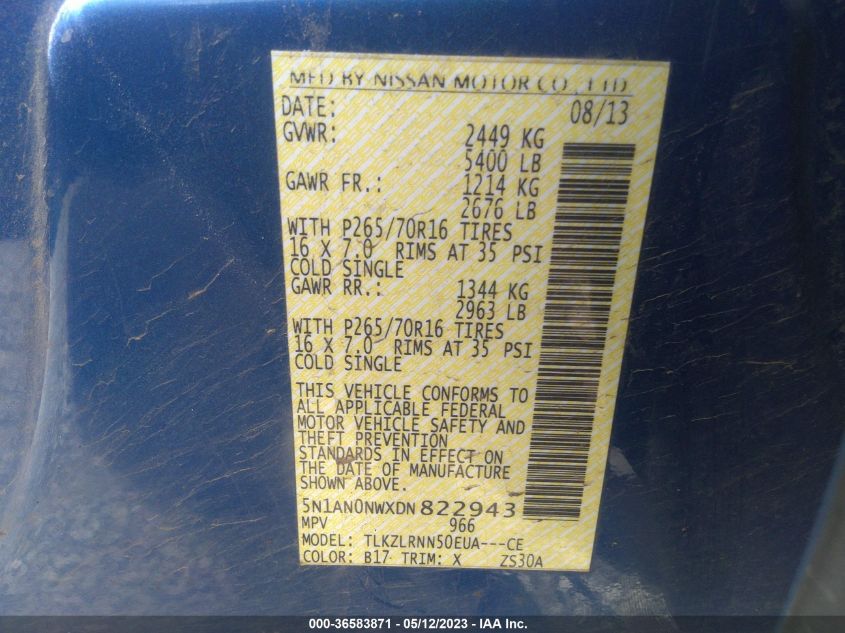 MFD BY NISSAN MOTOR CO., LTD
DATE: 08/13
GVWR: 2449 KG
5400 LB
GAWR FR.: 1214 KG
2676 LB
WITH P265/70R16 TIRES
16 X 7.0 RIMS AT 35 PSI
COLD SINGLE
GAWR RR.: 1344 KG
2963 LB
WITH P265/70R16 TIRES
16 X 7.0 RIMS AT 35 PSI
COLD SINGLE
THIS VEHICLE CONFORMS TO
ALL APPLICABLE FEDERAL
MOTOR VEHICLE SAFETY AND
THEFT PREVENTION
STANDARDS IN EFFECT ON
THE DATE OF MANUFACTURE
SHOWN ABOVE.
5N1AN0NWXDN822943
MPV 966
MODEL: TLKZLRNN50EUA---CE
COLOR: B17 TRIM: X ZS30A
000-36583871 - 05/12/2023 - IAA Inc.